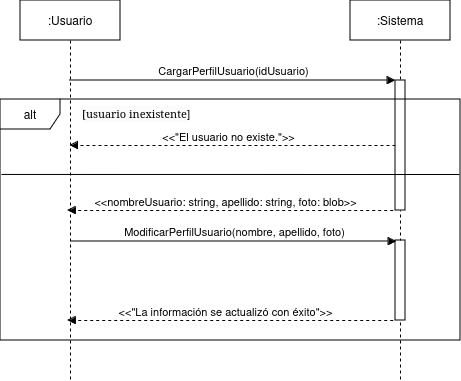 :Usuario
:Sistema
CargarPerfilUsuario(idUsuario)
alt
[usuario inexistente]
<<"El usuario no existe.">>
<<nombreUsuario: string, apellido: string, foto: blob>>
ModificarPerfilUsuario(nombre, apellido, foto)
<<"La información se actualizó con éxito">>